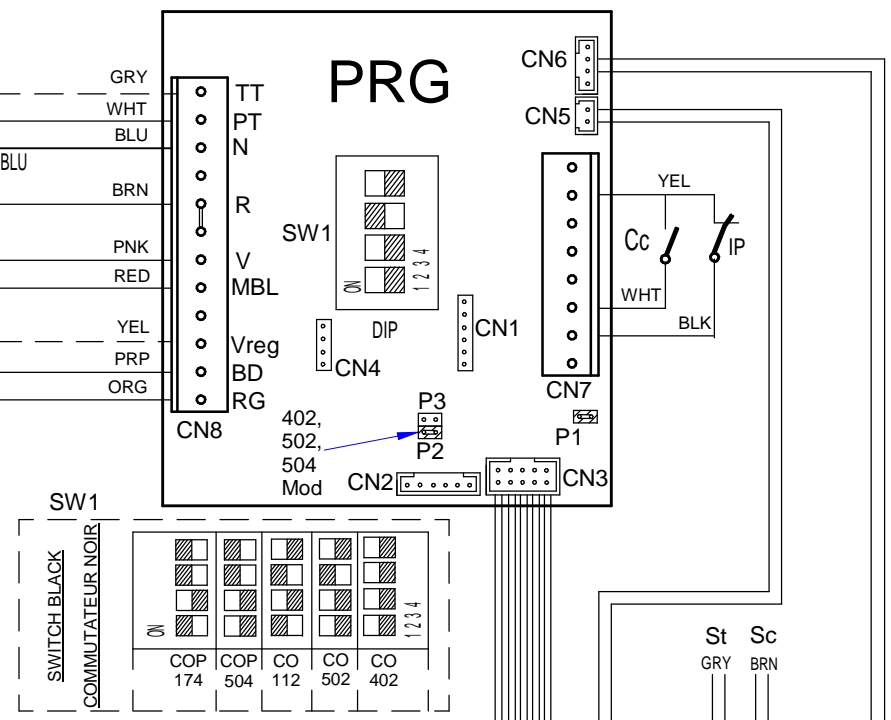 PRG
CN6
CN5
GRY
TT
WHT
PT
BLU
N
BLU
BRN
R
PNK
V
RED
MBL
YEL
Vreg
PRP
BD
ORG
RG
CN8
SW1
ON
1 2 3 4
DIP
CN4
CN1
YEL
Cc
IP
WHT
BLK
CN7
P3
P2
402,
502,
504
Mod
P1
CN2
CN3
SW1
SWITCH BLACK
COMMUTATEUR NOIR
ON
1 2 3 4
COP 174
COP 504
CO 112
CO 502
CO 402
St
Sc
GRY
BRN